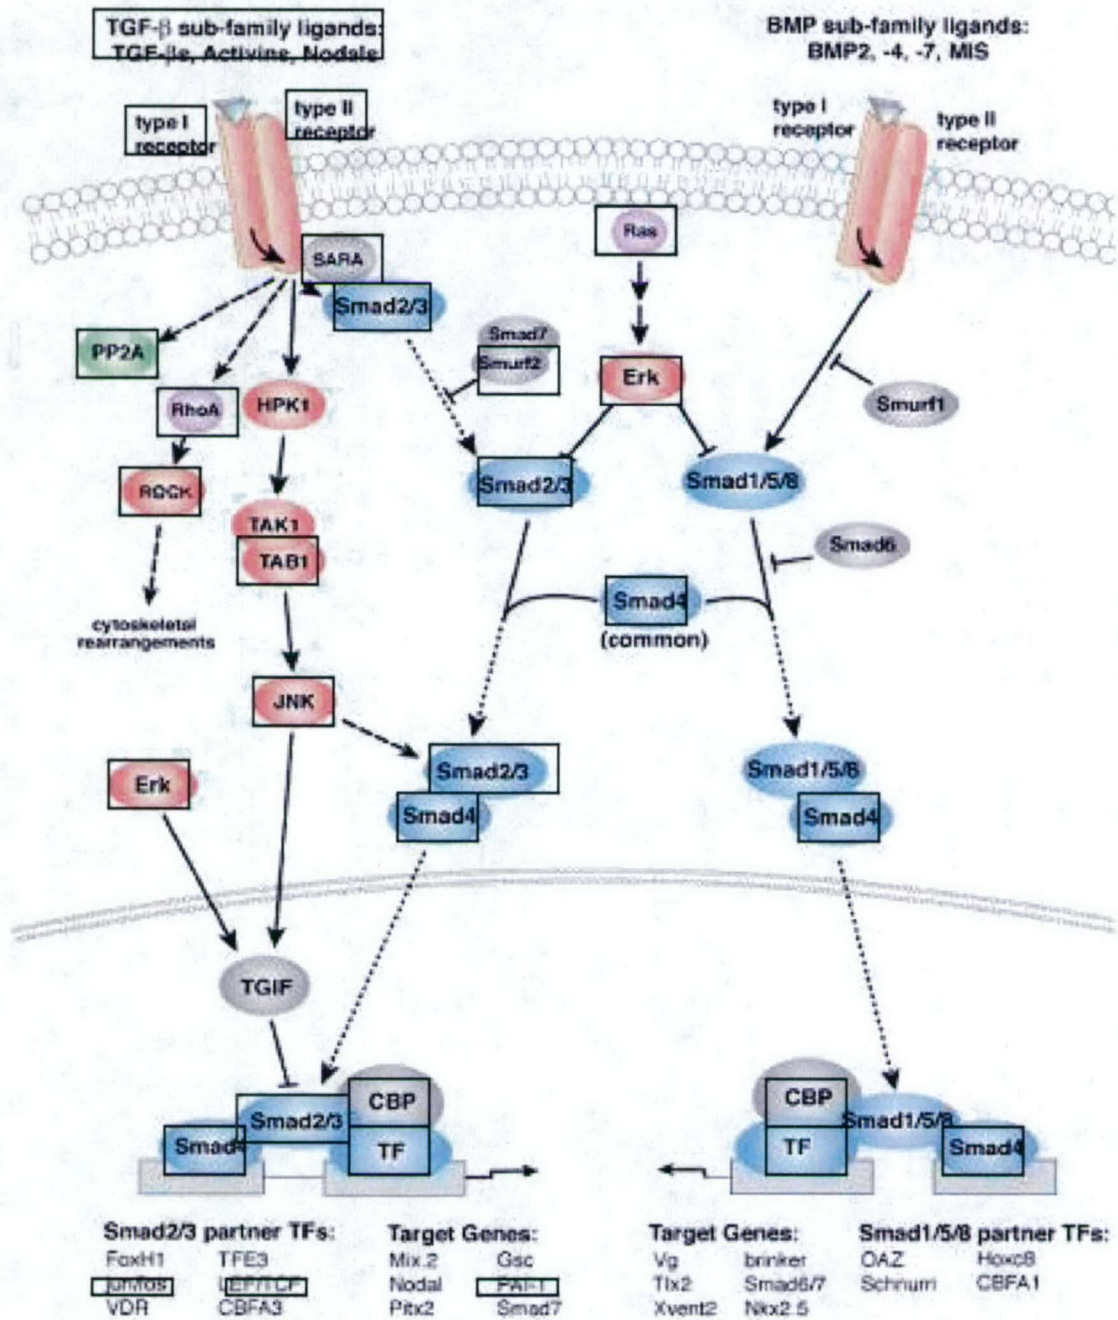 TGF-β sub-family ligands:
TGF-βs, Activins, Nodals
BMP sub-family ligands:
BMP2, -4, -7, MIS
type I
receptor
type II
receptor
type I
receptor
type II
receptor
SARA
Smad2/3
Ras
PP2A
RhoA
HPK1
Smad7
Smurf2
Erk
Smurf1
ROCK
Smad2/3
Smad1/5/8
TAK1
TAB1
Smad6
cytoskeletal
rearrangements
Smad4
(common)
JNK
Erk
Smad2/3
Smad4
Smad1/5/8
Smad4
TGIF
Smad4
Smad2/3
CBP
TF
CBP
TF
Smad1/5/8
Smad4
Smad2/3 partner TFs:
FoxH1 TFE3
jun/fos LEF/TCF
VDR CBFA3
Target Genes:
Mix.2 Gsc
Nodal PAI-1
Pitx2 Smad7
Target Genes:
Vg brinker
Tlx2 Smad6/7
Xvent2 Nkx2.5
Smad1/5/8 partner TFs:
OAZ Hoxc8
Schnurri CBFA1